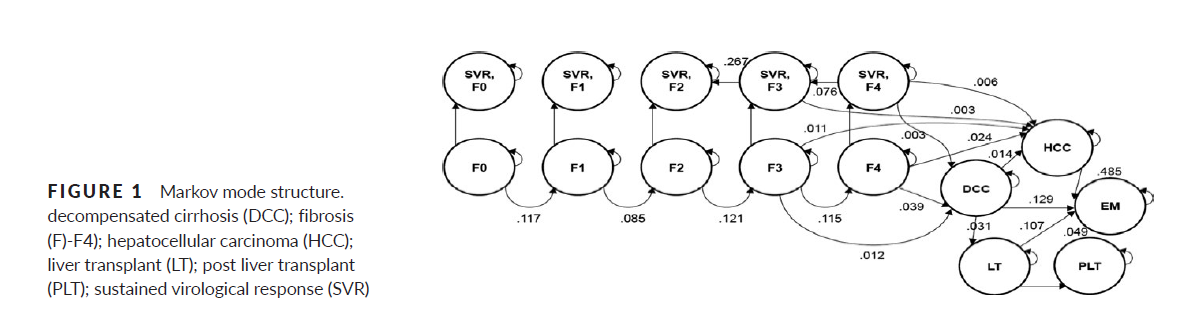 FIGURE 1 Markov mode structure.
decompensated cirrhosis (DCC); fibrosis
(F)-F4); hepatocellular carcinoma (HCC);
liver transplant (LT); post liver transplant
(PLT); sustained virological response (SVR)
SVR,
F0
SVR,
F1
SVR,
F2
.267
SVR,
F3
.076
SVR,
F4
.006
.003
.011
.003
.024
.014
HCC
F0
F1
F2
F3
F4
DCC
.485
.039
.129
EM
.117
.085
.121
.115
.031
.107
.049
.012
LT
PLT